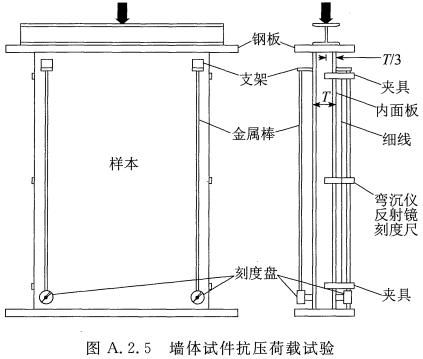 钢板
T/3
支架
夹具
T
内面板
金属棒
细线
样本
弯沉仪
反射镜
刻度尺
刻度盘
夹具
图 A.2.5 墙体试件抗压荷载试验